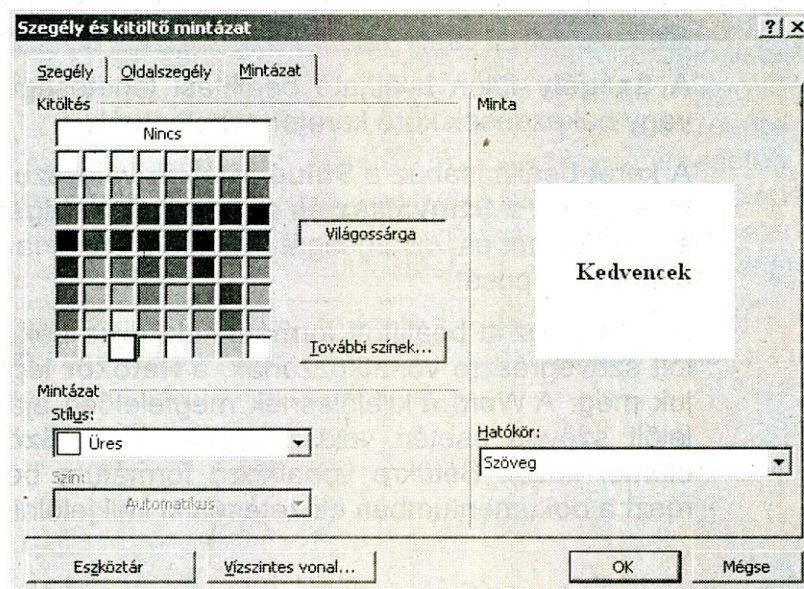 Szegély és kitöltő mintázat
Szegély
Oldalszegély
Mintázat
Kitöltés
Nincs
Világossárga
További színek...
Mintázat
Stílus:
Üres
Szín:
Automatikus
Minta
Kedvencek
Hatókör:
Szöveg
Eszköztár
Vízszintes vonal...
OK
Mégse